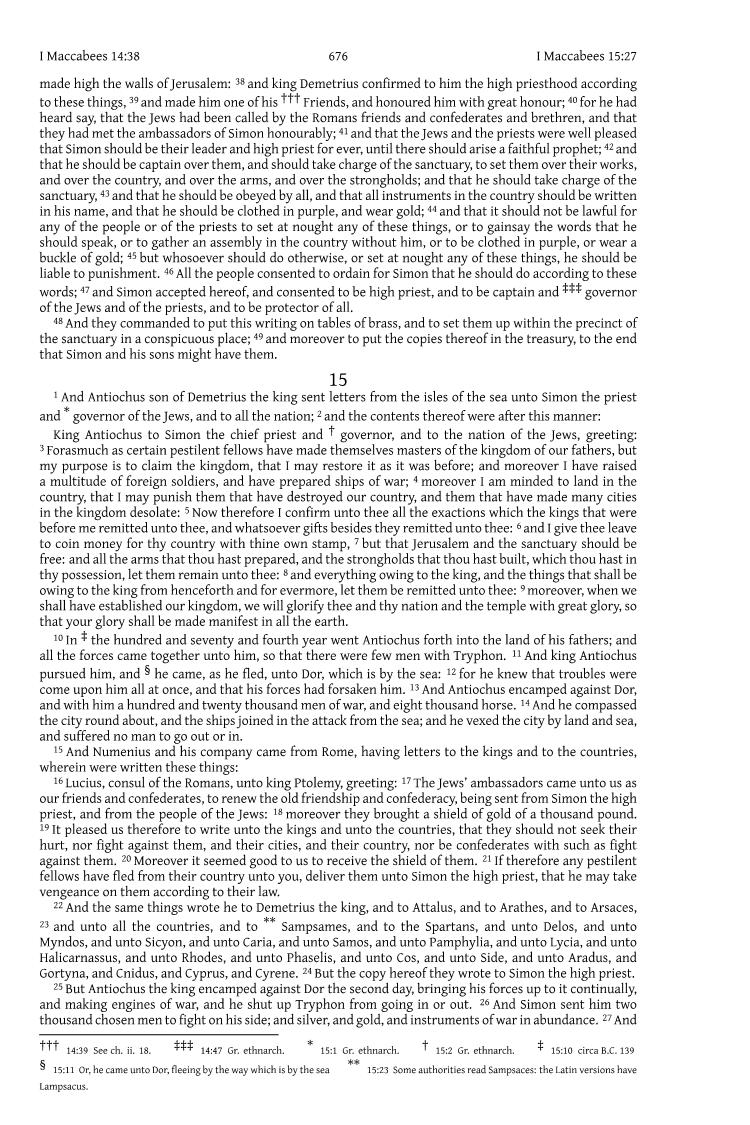 I Maccabees 14:38 676 I Maccabees 15:27
made high the walls of Jerusalem: 38 and king Demetrius confirmed to him the high priesthood according
to these things, 39 and made him one of his ††† Friends, and honoured him with great honour; 40 for he had
heard say, that the Jews had been called by the Romans friends and confederates and brethren, and that
they had met the ambassadors of Simon honourably; 41 and that the Jews and the priests were well pleased
that Simon should be their leader and high priest for ever, until there should arise a faithful prophet; 42 and
that he should be captain over them, and should take charge of the sanctuary, to set them over their works,
and over the country, and over the arms, and over the strongholds; and that he should take charge of the
sanctuary, 43 and that he should be obeyed by all, and that all instruments in the country should be written
in his name, and that he should be clothed in purple, and wear gold; 44 and that it should not be lawful for
any of the people or of the priests to set at nought any of these things, or to gainsay the words that he
should speak, or to gather an assembly in the country without him, or to be clothed in purple, or wear a
buckle of gold; 45 but whosoever should do otherwise, or set at nought any of these things, he should be
liable to punishment. 46 All the people consented to ordain for Simon that he should do according to these
words; 47 and Simon accepted hereof, and consented to be high priest, and to be captain and ‡‡‡ governor
of the Jews and of the priests, and to be protector of all.
48 And they commanded to put this writing on tables of brass, and to set them up within the precinct of
the sanctuary in a conspicuous place; 49 and moreover to put the copies thereof in the treasury, to the end
that Simon and his sons might have them.
15
1 And Antiochus son of Demetrius the king sent letters from the isles of the sea unto Simon the priest
and * governor of the Jews, and to all the nation; 2 and the contents thereof were after this manner:
King Antiochus to Simon the chief priest and † governor, and to the nation of the Jews, greeting:
3 Forasmuch as certain pestilent fellows have made themselves masters of the kingdom of our fathers, but
my purpose is to claim the kingdom, that I may restore it as it was before; and moreover I have raised
a multitude of foreign soldiers, and have prepared ships of war; 4 moreover I am minded to land in the
country, that I may punish them that have destroyed our country, and them that have made many cities
in the kingdom desolate: 5 Now therefore I confirm unto thee all the exactions which the kings that were
before me remitted unto thee, and whatsoever gifts besides they remitted unto thee: 6 and I give thee leave
to coin money for thy country with thine own stamp, 7 but that Jerusalem and the sanctuary should be
free: and all the arms that thou hast prepared, and the strongholds that thou hast built, which thou hast in
thy possession, let them remain unto thee: 8 and everything owing to the king, and the things that shall be
owing to the king from henceforth and for evermore, let them be remitted unto thee: 9 moreover, when we
shall have established our kingdom, we will glorify thee and thy nation and the temple with great glory, so
that your glory shall be made manifest in all the earth.
10 In ‡ the hundred and seventy and fourth year went Antiochus forth into the land of his fathers; and
all the forces came together unto him, so that there were few men with Tryphon. 11 And king Antiochus
pursued him, and § he came, as he fled, unto Dor, which is by the sea: 12 for he knew that troubles were
come upon him all at once, and that his forces had forsaken him. 13 And Antiochus encamped against Dor,
and with him a hundred and twenty thousand men of war, and eight thousand horse. 14 And he compassed
the city round about, and the ships joined in the attack from the sea; and he vexed the city by land and sea,
and suffered no man to go out or in.
15 And Numenius and his company came from Rome, having letters to the kings and to the countries,
wherein were written these things:
16 Lucius, consul of the Romans, unto king Ptolemy, greeting: 17 The Jews’ ambassadors came unto us as
our friends and confederates, to renew the old friendship and confederacy, being sent from Simon the high
priest, and from the people of the Jews: 18 moreover they brought a shield of gold of a thousand pound.
19 It pleased us therefore to write unto the kings and unto the countries, that they should not seek their
hurt, nor fight against them, and their cities, and their country, nor be confederates with such as fight
against them. 20 Moreover it seemed good to us to receive the shield of them. 21 If therefore any pestilent
fellows have fled from their country unto you, deliver them unto Simon the high priest, that he may take
vengeance on them according to their law.
22 And the same things wrote he to Demetrius the king, and to Attalus, and to Arathes, and to Arsaces,
23 and unto all the countries, and to ** Sampsames, and to the Spartans, and unto Delos, and unto
Myndos, and unto Sicyon, and unto Caria, and unto Samos, and unto Pamphylia, and unto Lycia, and unto
Halicarnassus, and unto Rhodes, and unto Phaselis, and unto Cos, and unto Side, and unto Aradus, and
Gortyna, and Cnidus, and Cyprus, and Cyrene. 24 But the copy hereof they wrote to Simon the high priest.
25 But Antiochus the king encamped against Dor the second day, bringing his forces up to it continually,
and making engines of war, and he shut up Tryphon from going in or out. 26 And Simon sent him two
thousand chosen men to fight on his side; and silver, and gold, and instruments of war in abundance. 27 And
††† 14:39 See ch. ii. 18. ‡‡‡ 14:47 Gr. ethnarch. * 15:1 Gr. ethnarch. † 15:2 Gr. ethnarch. ‡ 15:10 circa B.C. 139
§ 15:11 Or, he came unto Dor, fleeing by the way which is by the sea ** 15:23 Some authorities read Sampsaces: the Latin versions have
Lampsacus.